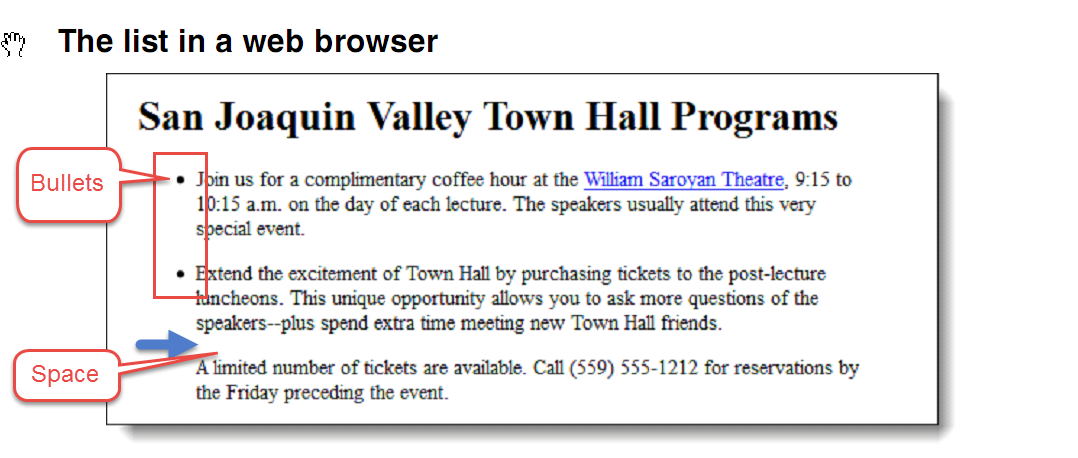 The list in a web browser
San Joaquin Valley Town Hall Programs
Bullets
• Join us for a complimentary coffee hour at the William Saroyan Theatre, 9:15 to
10:15 a.m. on the day of each lecture. The speakers usually attend this very
special event.
• Extend the excitement of Town Hall by purchasing tickets to the post-lecture
luncheons. This unique opportunity allows you to ask more questions of the
speakers--plus spend extra time meeting new Town Hall friends.
Space
A limited number of tickets are available. Call (559) 555-1212 for reservations by
the Friday preceding the event.